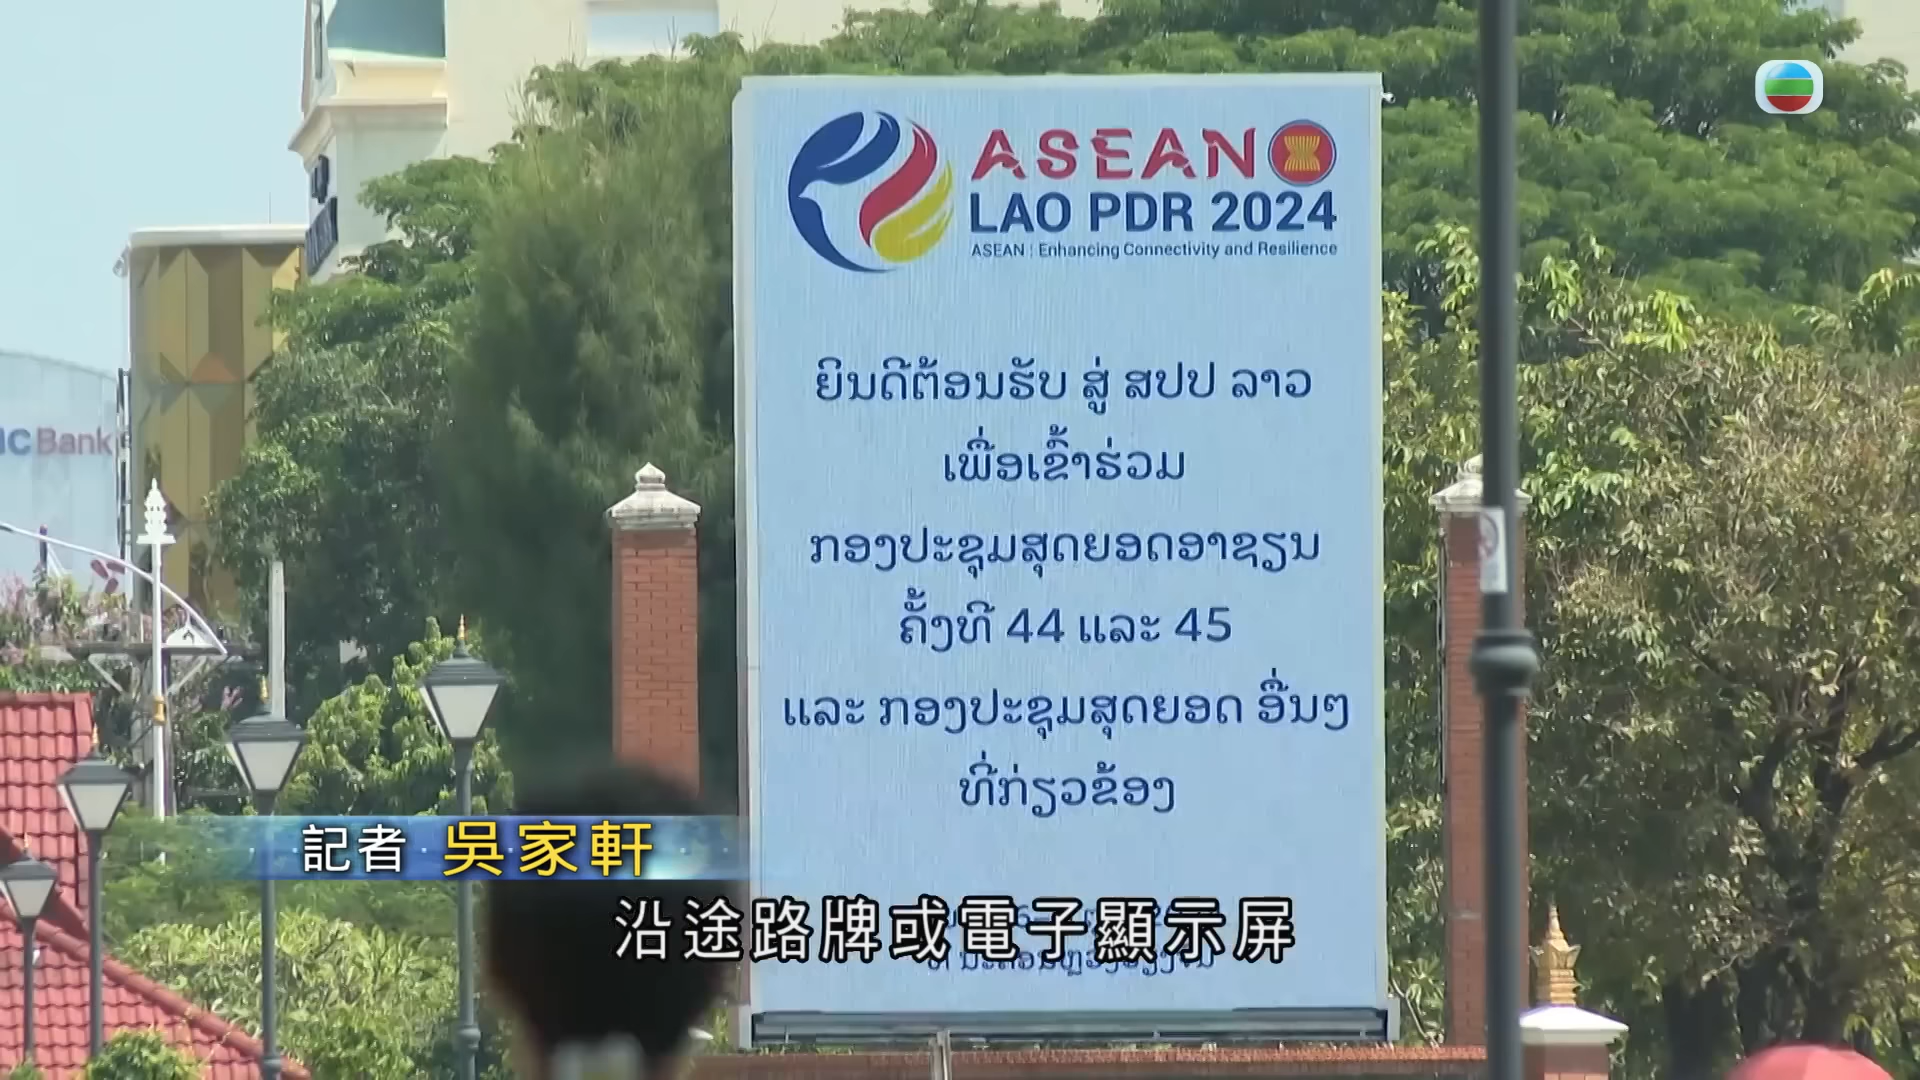 ASEAN
LAO PDR 2024
ASEAN : Enhancing Connectivity and Resilience
ຍິນດີຕ້ອນຮັບ ສູ່ ສປປ ລາວ
ເພື່ອເຂົ້າຮ່ວມ
ກອງປະຊຸມສຸດຍອດອາຊຽນ
ຄັ້ງທີ 44 ແລະ 45
ແລະ ກອງປະຊຸມສຸດຍອດ ອື່ນໆ
ທີ່ກ່ຽວຂ້ອງ
Bank
記者 吳家軒
沿途路牌或電子顯示屏